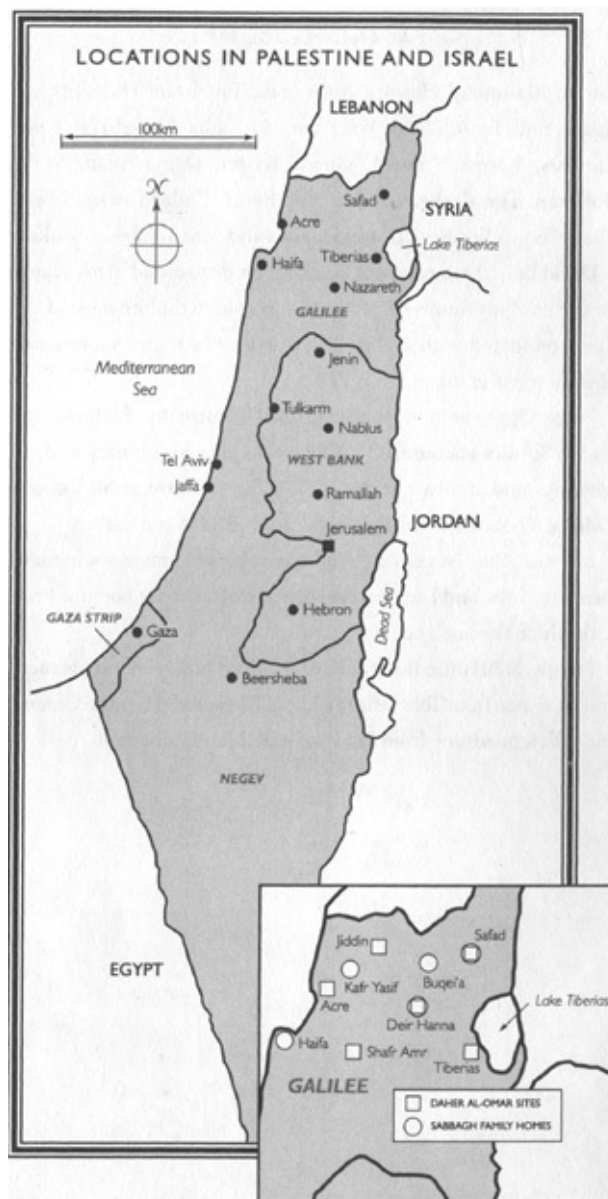 LOCATIONS IN PALESTINE AND ISRAEL
LEBANON
100km
N
Safad
SYRIA
Acre
Lake Tiberias
Haifa
Tiberias
Nazareth
GALILEE
Jenin
Mediterranean
Sea
Tulkarm
Nablus
Tel Aviv
WEST BANK
Jaffa
Ramallah
Jerusalem
JORDAN
Dead Sea
Hebron
GAZA STRIP
Gaza
Beersheba
NEGEY
EGYPT
Jiddin
Safad
Kafr Yasif
Buqei'a
Acre
Deir Hanna
Lake Tiberias
Haifa
Shafr Amr
Tiberias
GALILEE
DAHER AL-OMAR SITES
SABBAGH FAMILY HOMES